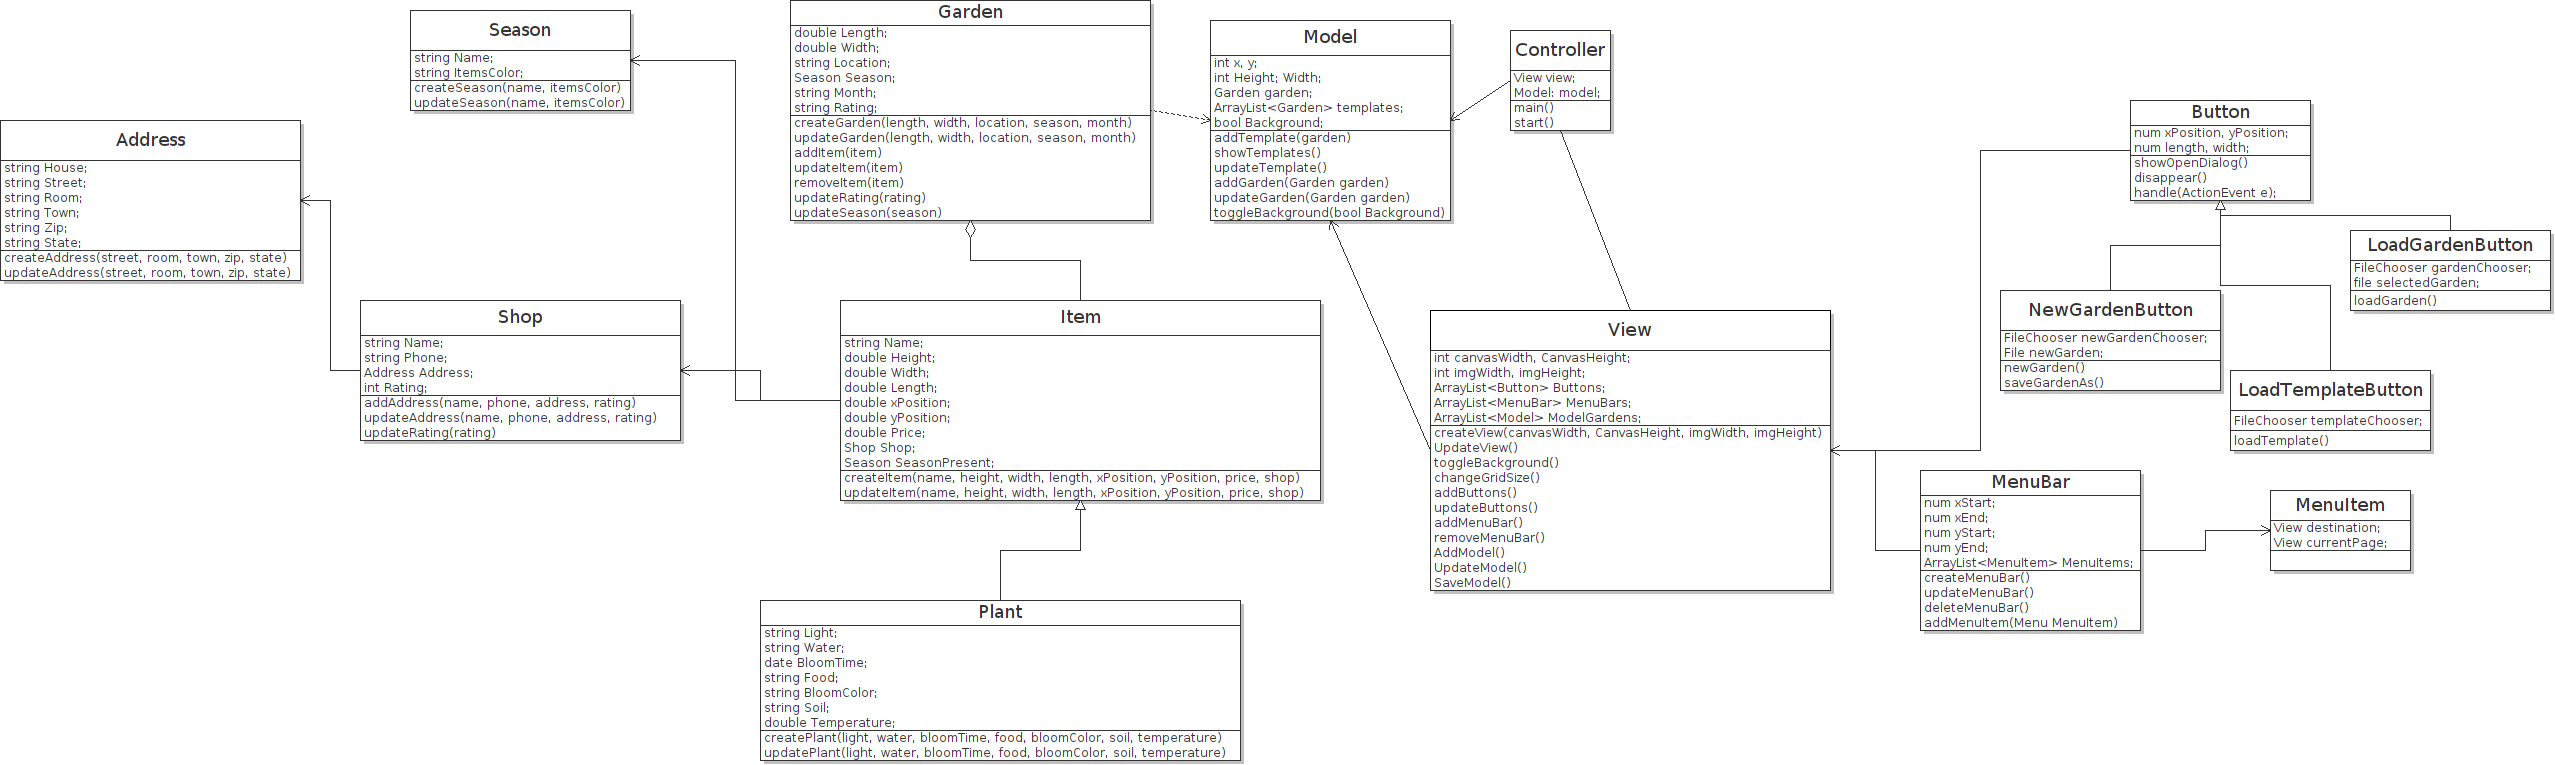 Address
string House;
string Street;
string Room;
string Town;
string Zip;
string State;
createAddress(street, room, town, zip, state)
updateAddress(street, room, town, zip, state)
Season
string Name;
string ItemsColor;
createSeason(name, itemsColor)
updateSeason(name, itemsColor)
Shop
string Name;
string Phone;
Address Address;
int Rating;
addAddress(name, phone, address, rating)
updateAddress(name, phone, address, rating)
updateRating(rating)
Garden
double Length;
double Width;
string Location;
Season Season;
string Month;
string Rating;
createGarden(length, width, location, season, month)
updateGarden(length, width, location, season, month)
addItem(item)
updateItem(item)
removeItem(item)
updateRating(rating)
updateSeason(season)
Item
string Name;
double Height;
double Width;
double Length;
double xPosition;
double yPosition;
double Price;
Shop Shop;
Season SeasonPresent;
createItem(name, height, width, length, xPosition, yPosition, price, shop)
updateItem(name, height, width, length, xPosition, yPosition, price, shop)
Plant
string Light;
string Water;
date BloomTime;
string Food;
string BloomColor;
string Soil;
double Temperature;
createPlant(light, water, bloomTime, food, bloomColor, soil, temperature)
updatePlant(light, water, bloomTime, food, bloomColor, soil, temperature)
Model
int x, y;
int Height; Width;
Garden garden;
ArrayList<Garden> templates;
bool Background;
addTemplate(garden)
showTemplates()
updateTemplate()
addGarden(Garden garden)
updateGarden(Garden garden)
toggleBackground(bool Background)
Controller
View view;
Model: model;
main()
start()
View
int canvasWidth, CanvasHeight;
int imgWidth, imgHeight;
ArrayList<Button> Buttons;
ArrayList<MenuBar> MenuBars;
ArrayList<Model> ModelGardens;
createView(canvasWidth, CanvasHeight, imgWidth, imgHeight)
UpdateView()
toggleBackground()
changeGridSize()
addButtons()
updateButtons()
addMenuBar()
removeMenuBar()
AddModel()
UpdateModel()
SaveModel()
Button
num xPosition, yPosition;
num length, width;
showOpenDialog()
disappear()
handle(ActionEvent e);
LoadGardenButton
FileChooser gardenChooser;
file selectedGarden;
loadGarden()
NewGardenButton
FileChooser newGardenChooser;
File newGarden;
newGarden()
saveGardenAs()
LoadTemplateButton
FileChooser templateChooser;
loadTemplate()
MenuBar
num xStart;
num xEnd;
num yStart;
num yEnd;
ArrayList<MenuItem> MenuItems;
createMenuBar()
updateMenuBar()
deleteMenuBar()
addMenuItem(Menu MenuItem)
MenuItem
View destination;
View currentPage;